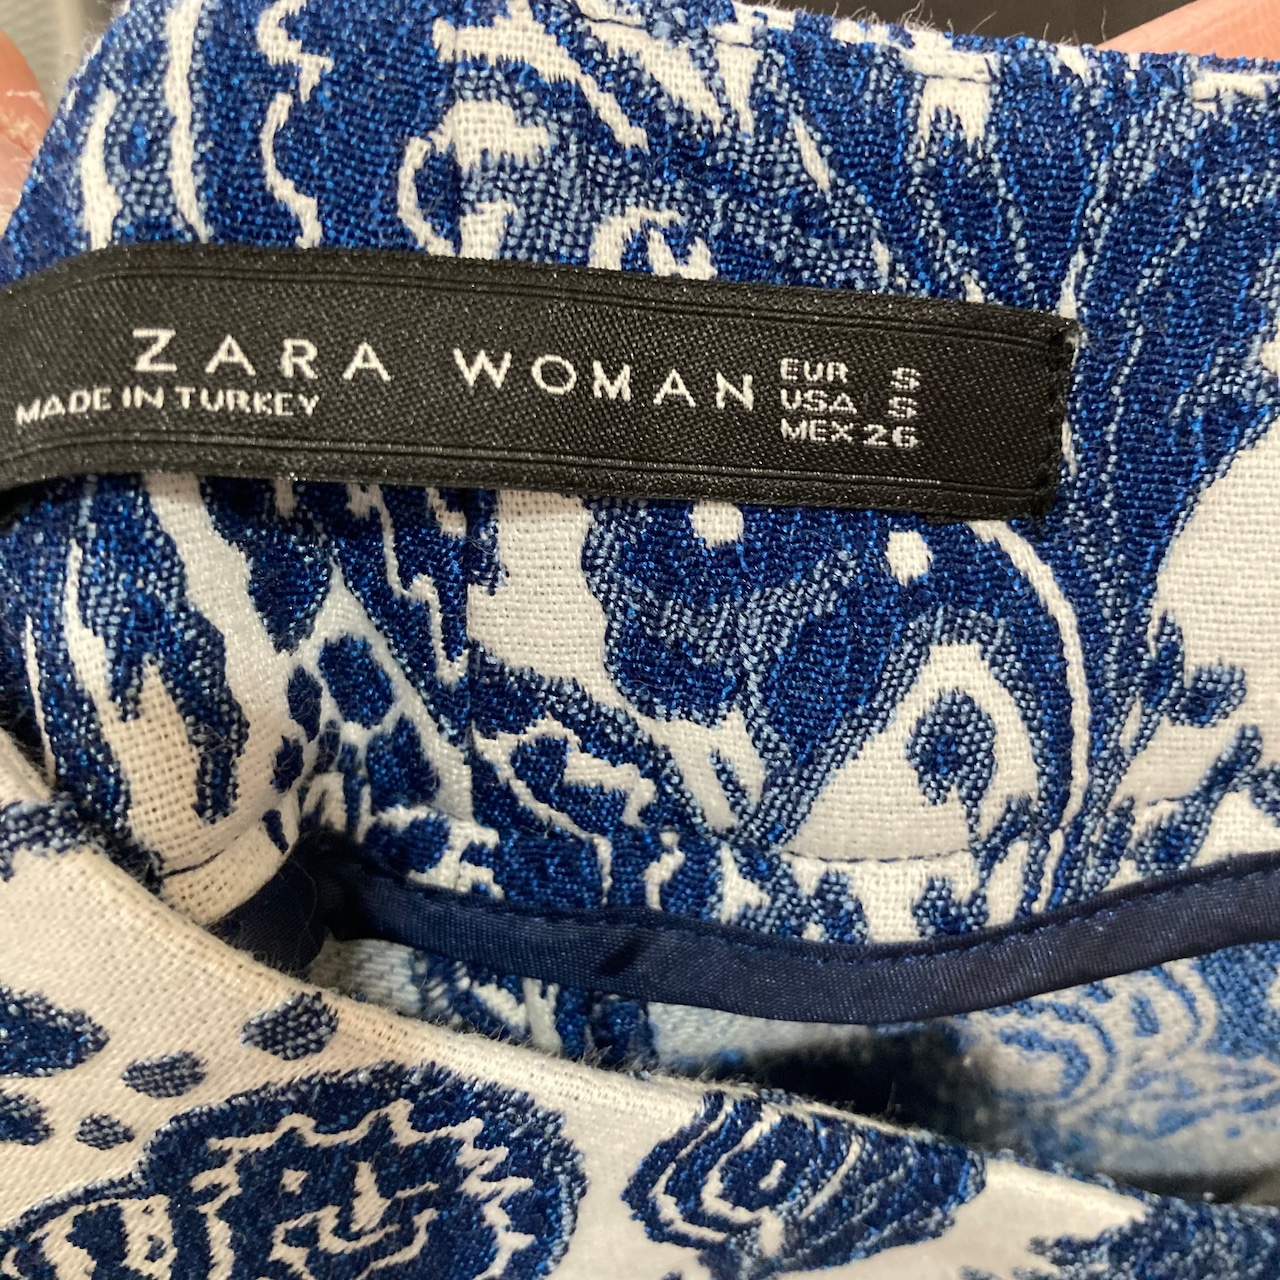 ZARA WOMAN
MADE IN TURKEY
EUR S
USA S
MEX 26